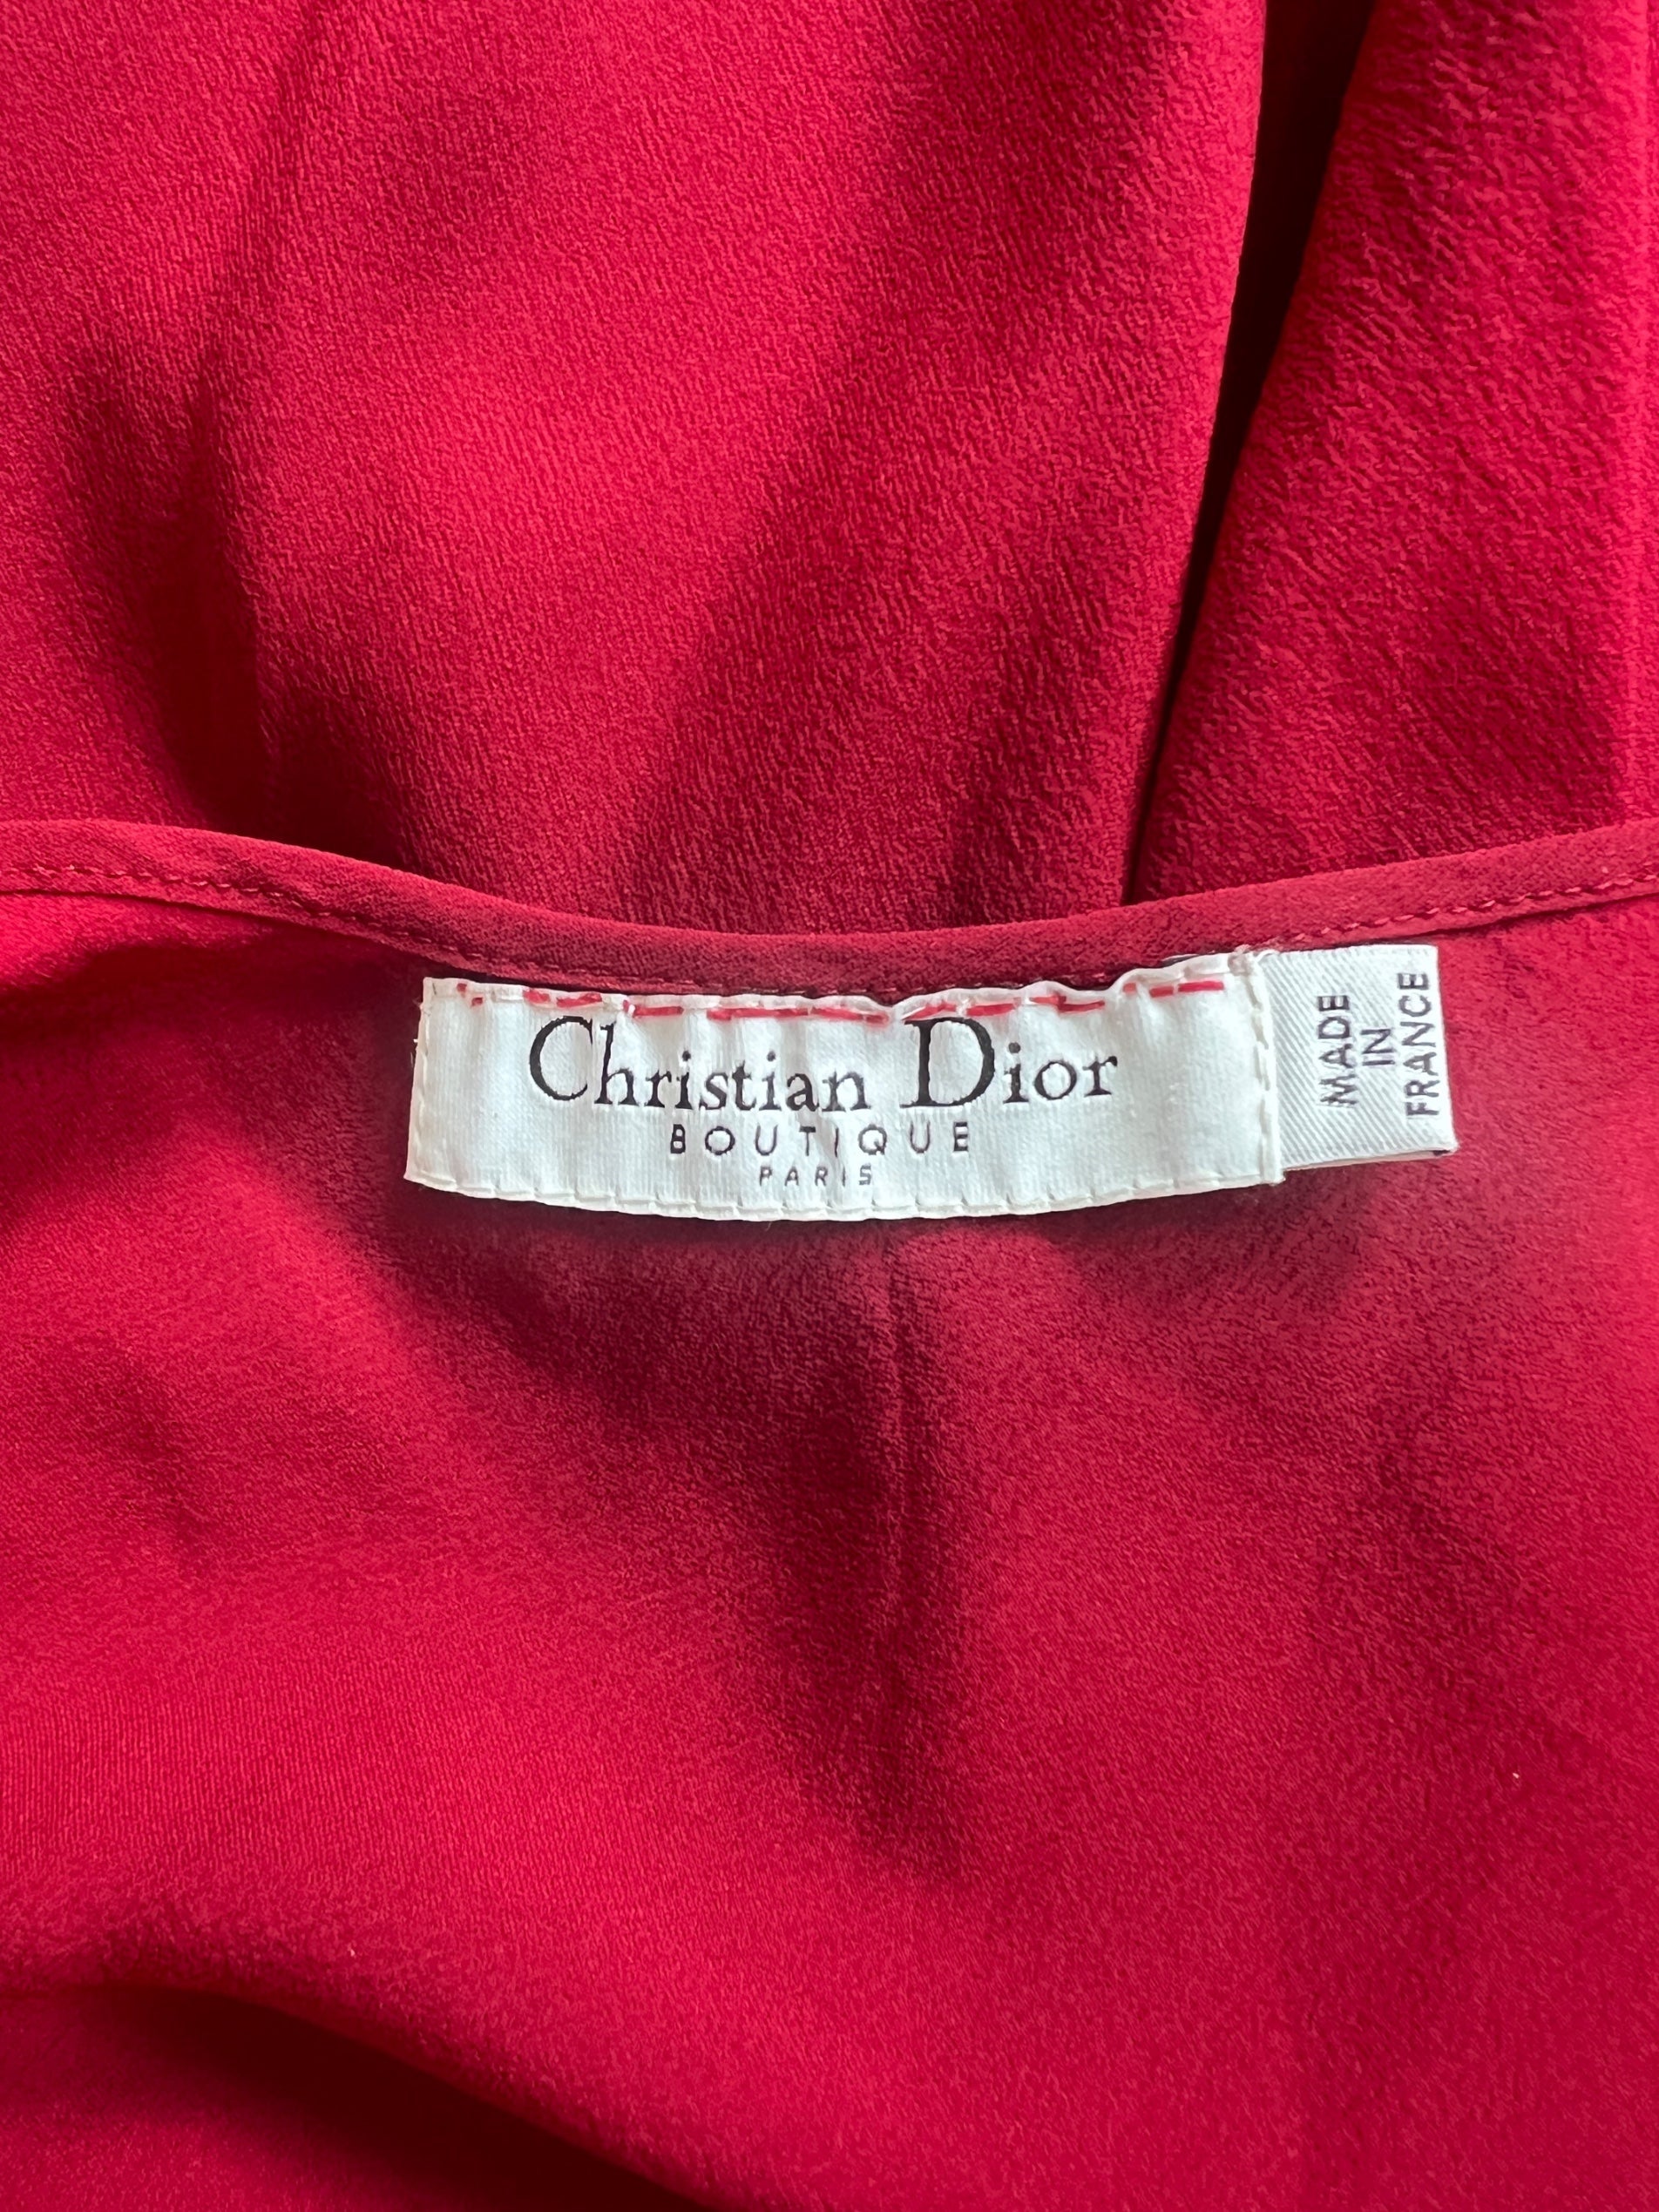 Christian Dior
BOUTIQUE
PARIS
MADE
IN
FRANCE